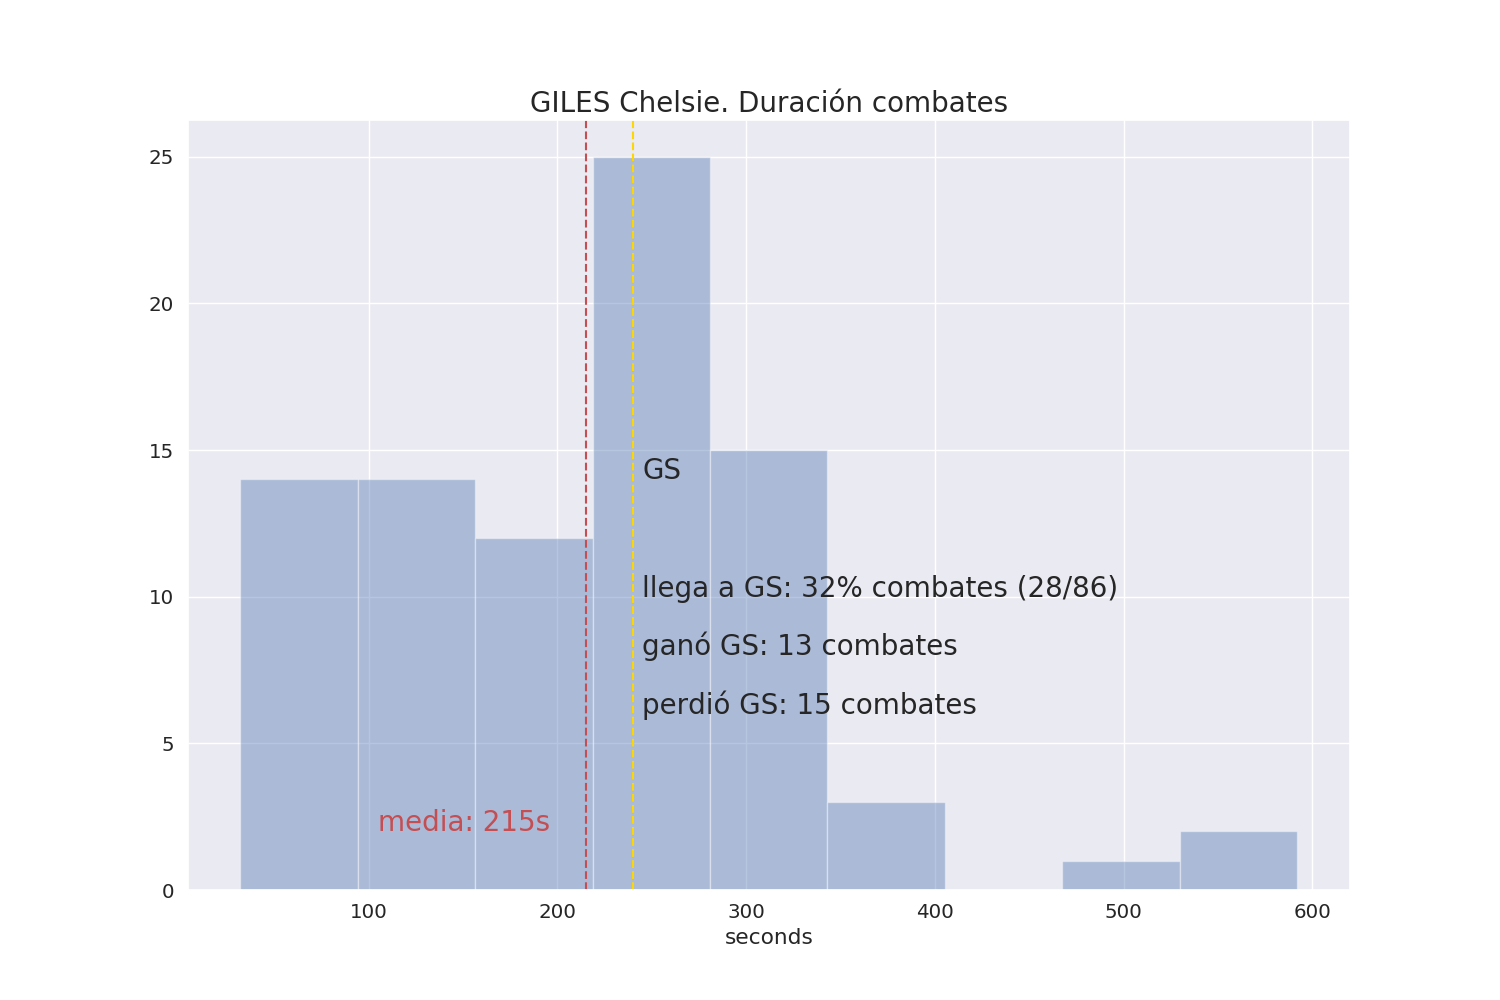 GILES Chelsie. Duración combates
25
20
15
10
5
0
GS
llega a GS: 32% combates (28/86)
ganó GS: 13 combates
perdió GS: 15 combates
media: 215s
100 200 300 400 500 600
seconds